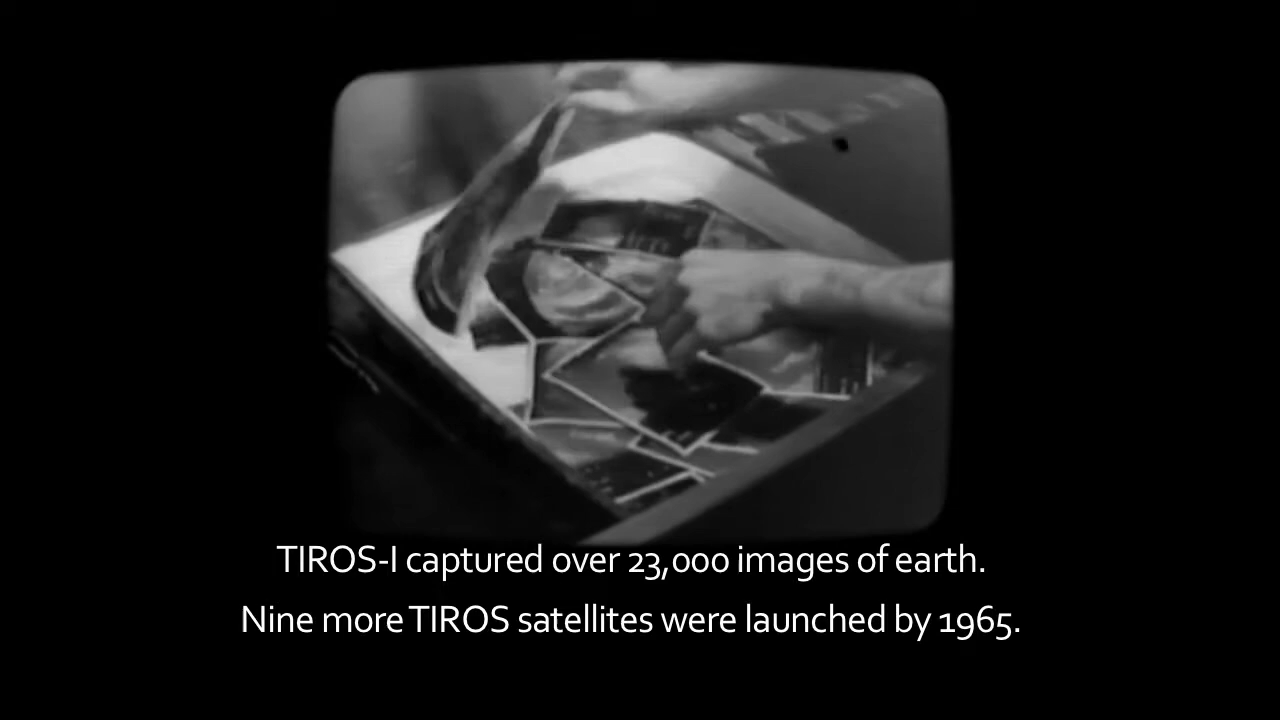 TIROS-I captured over 23,000 images of earth.
Nine more TIROS satellites were launched by 1965.